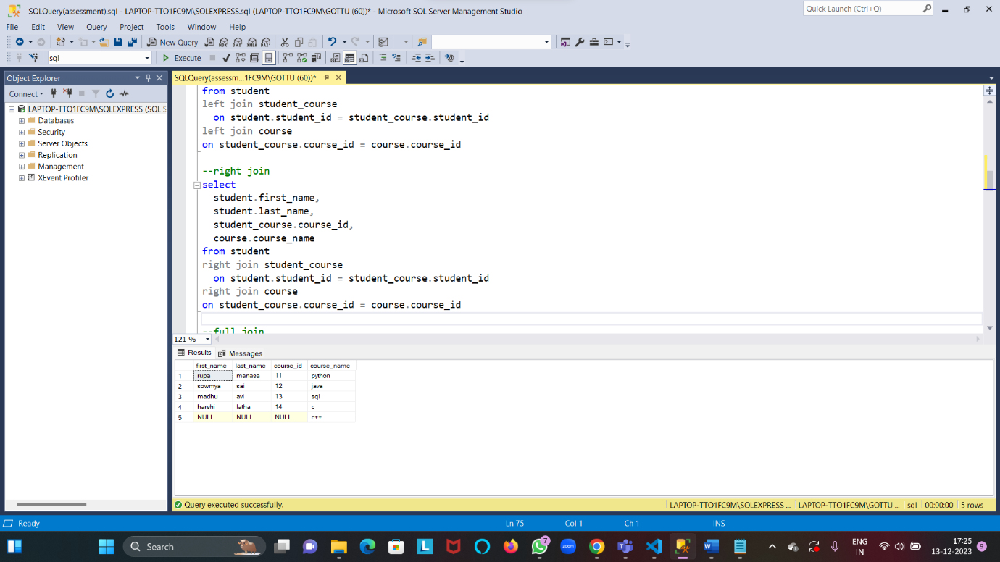 SQLQuery(assessment).sql - LAPTOP-TTQ1FC9M\SQLEXPRESS.sql (LAPTOP-TTQ1FC9M\GOTTU (60))* - Microsoft SQL Server Management Studio
Quick Launch (Ctrl+Q)
File Edit View Query Project Tools Window Help
New Query
sql Execute
Object Explorer
SQLQuery(assessm...1FC9M\GOTTU (60))*
Connect
LAPTOP-TTQ1FC9M\SQLEXPRESS (SQL S
Databases
Security
Server Objects
Replication
Management
XEvent Profiler
from student
left join student_course
on student.student_id = student_course.student_id
left join course
on student_course.course_id = course.course_id
--right join
select
student.first_name,
student.last_name,
student_course.course_id,
course.course_name
from student
right join student_course
on student.student_id = student_course.student_id
right join course
on student_course.course_id = course.course_id
--full join
121 %
Results Messages
first_name last_name course_id course_name
1 rupa manasa 11 python
2 sowmya sai 12 java
3 madhu avi 13 sql
4 harshi latha 14 c
5 NULL NULL NULL c++
Query executed successfully. LAPTOP-TTQ1FC9M\SQLEXPRESS ... LAPTOP-TTQ1FC9M\GOTTU ... sql 00:00:00 5 rows
Ready Ln 75 Col 1 Ch 1 INS
Search
L
7
zoom
ENG
IN
17:25
13-12-2023
9